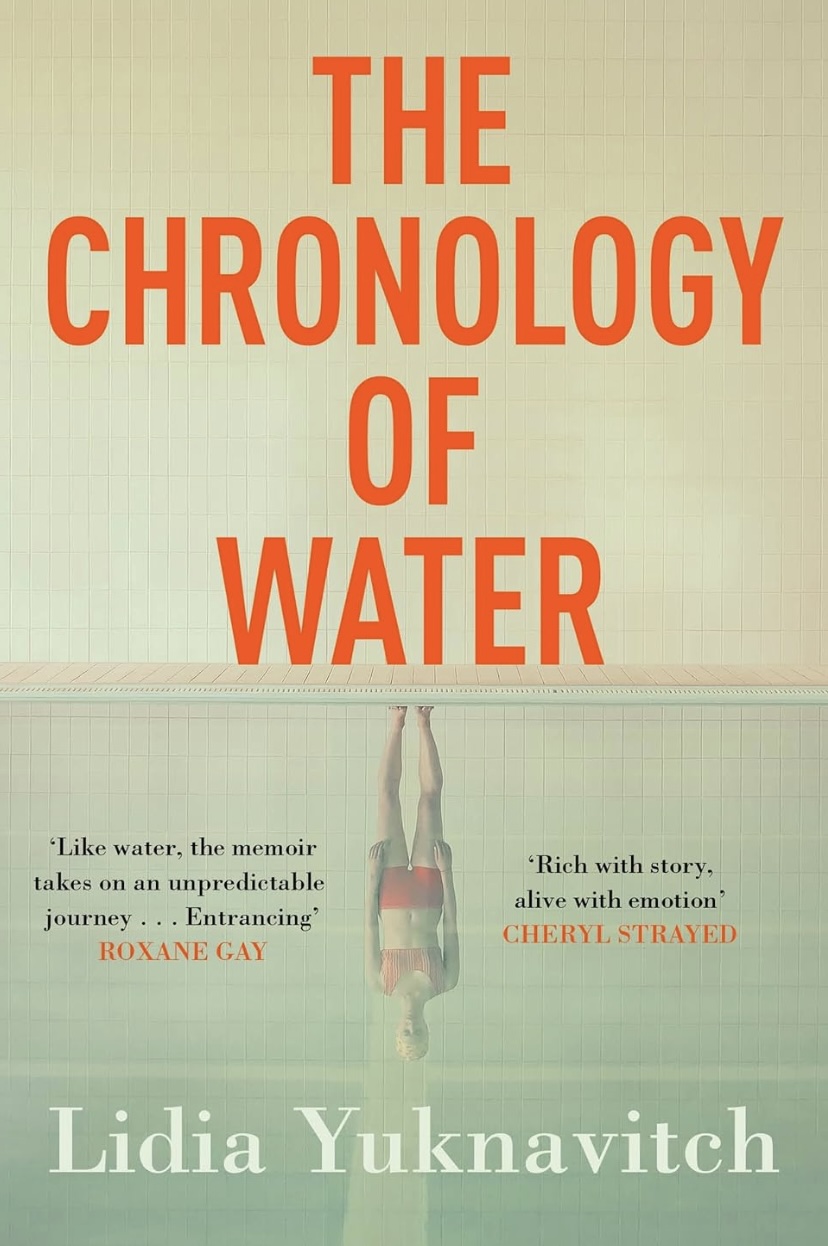 THE
CHRONOLOGY
OF
WATER
‘Like water, the memoir
takes on an unpredictable
journey . . . Entrancing’
ROXANE GAY
‘Rich with story,
alive with emotion’
CHERYL STRAYED
Lidia Yuknavitch